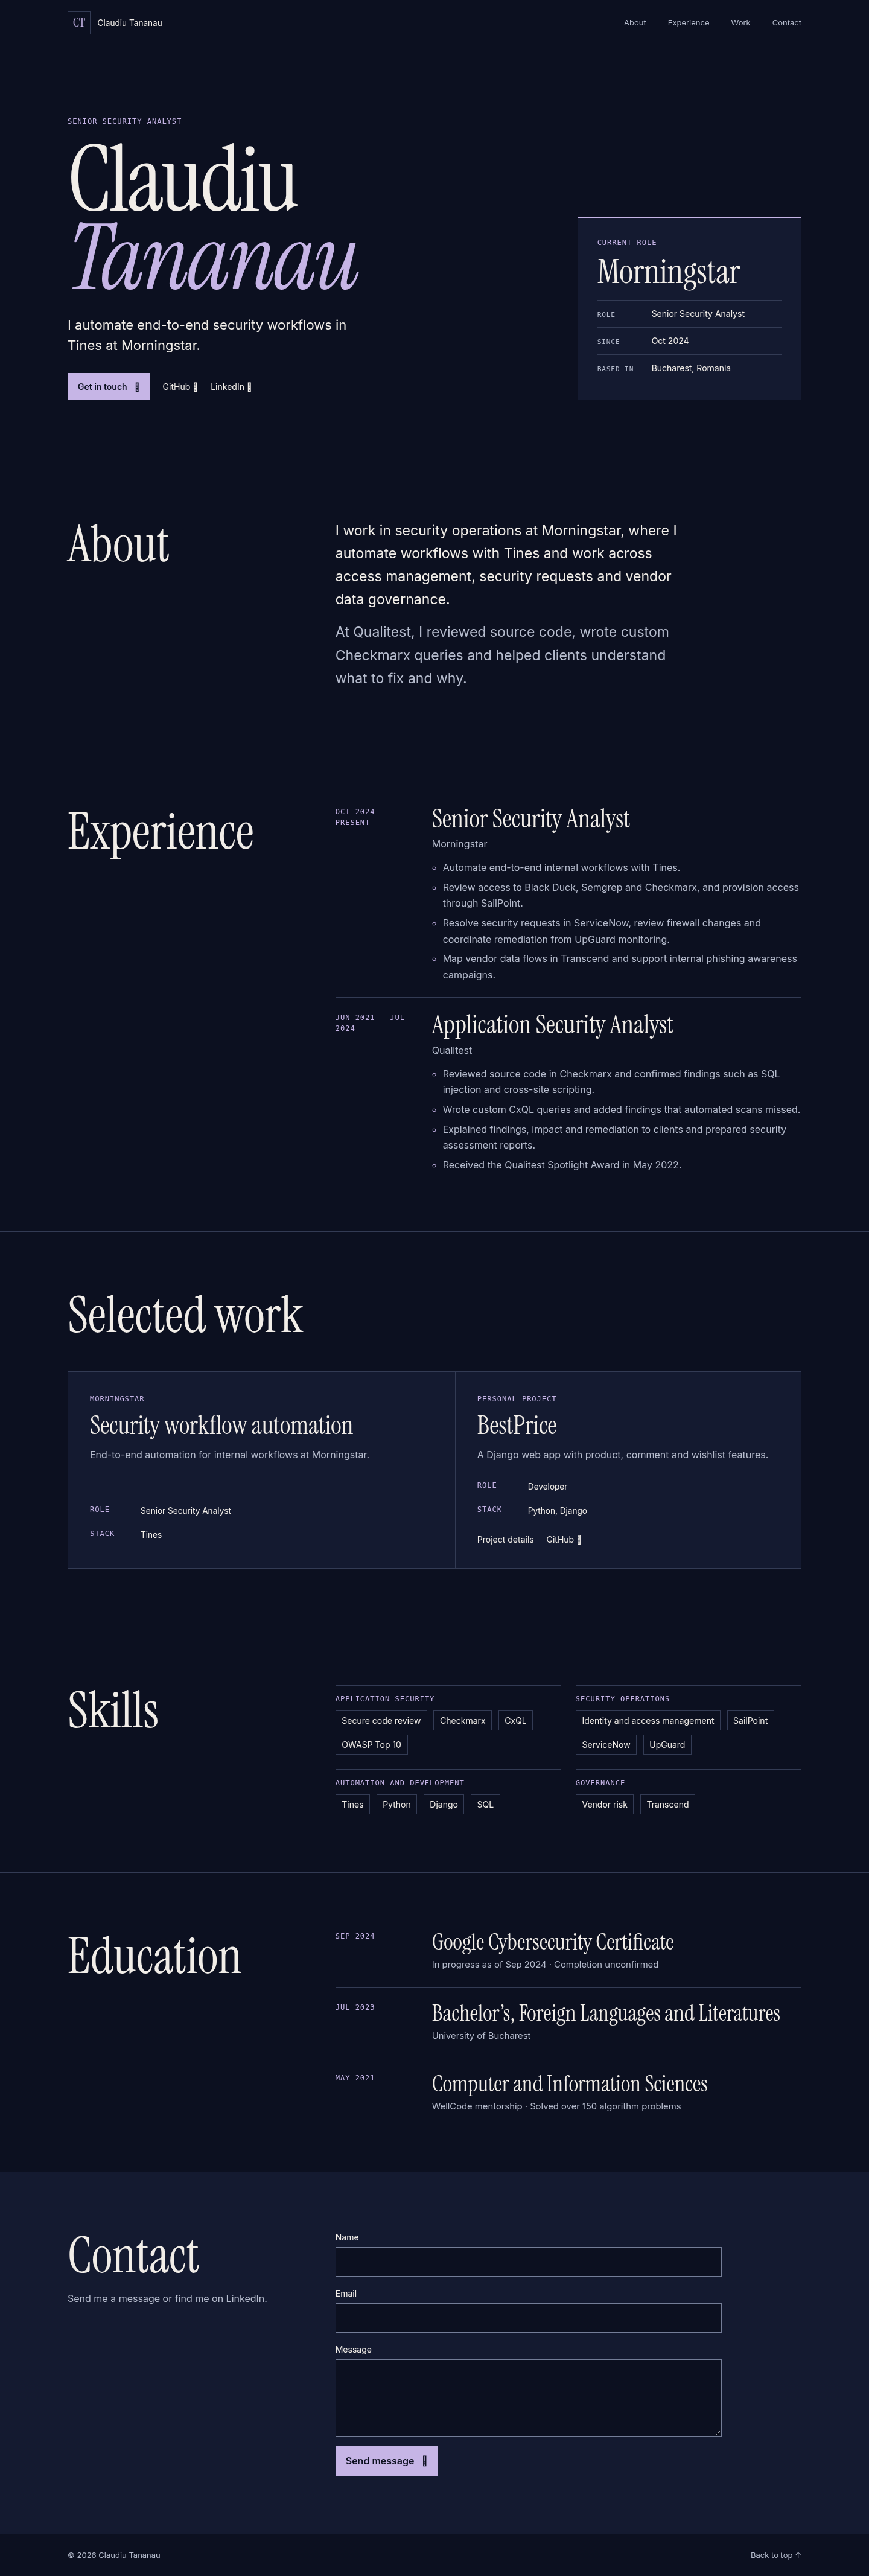 CT Claudiu Tananau
About Experience Work Contact
SENIOR SECURITY ANALYST
Claudiu
Tananau
I automate end-to-end security workflows in
Tines at Morningstar.
Get in touch
GitHub
LinkedIn
CURRENT ROLE
Morningstar
ROLE Senior Security Analyst
SINCE Oct 2024
BASED IN Bucharest, Romania
About
I work in security operations at Morningstar, where I
automate workflows with Tines and work across
access management, security requests and vendor
data governance.
At Qualitest, I reviewed source code, wrote custom
Checkmarx queries and helped clients understand
what to fix and why.
Experience
OCT 2024 –
PRESENT
Senior Security Analyst
Morningstar
Automate end-to-end internal workflows with Tines.
Review access to Black Duck, Semgrep and Checkmarx, and provision access
through SailPoint.
Resolve security requests in ServiceNow, review firewall changes and
coordinate remediation from UpGuard monitoring.
Map vendor data flows in Transcend and support internal phishing awareness
campaigns.
JUN 2021 – JUL
2024
Application Security Analyst
Qualitest
Reviewed source code in Checkmarx and confirmed findings such as SQL
injection and cross-site scripting.
Wrote custom CxQL queries and added findings that automated scans missed.
Explained findings, impact and remediation to clients and prepared security
assessment reports.
Received the Qualitest Spotlight Award in May 2022.
Selected work
MORNINGSTAR
Security workflow automation
End-to-end automation for internal workflows at Morningstar.
ROLE Senior Security Analyst
STACK Tines
PERSONAL PROJECT
BestPrice
A Django web app with product, comment and wishlist features.
ROLE Developer
STACK Python, Django
Project details GitHub
Skills
APPLICATION SECURITY
Secure code review Checkmarx CxQL
OWASP Top 10
SECURITY OPERATIONS
Identity and access management SailPoint
ServiceNow UpGuard
AUTOMATION AND DEVELOPMENT
Tines Python Django SQL
GOVERNANCE
Vendor risk Transcend
Education
SEP 2024
Google Cybersecurity Certificate
In progress as of Sep 2024 · Completion unconfirmed
JUL 2023
Bachelor’s, Foreign Languages and Literatures
University of Bucharest
MAY 2021
Computer and Information Sciences
WellCode mentorship · Solved over 150 algorithm problems
Contact
Send me a message or find me on LinkedIn.
Name
Email
Message
Send message
© 2026 Claudiu Tananau
Back to top ↑